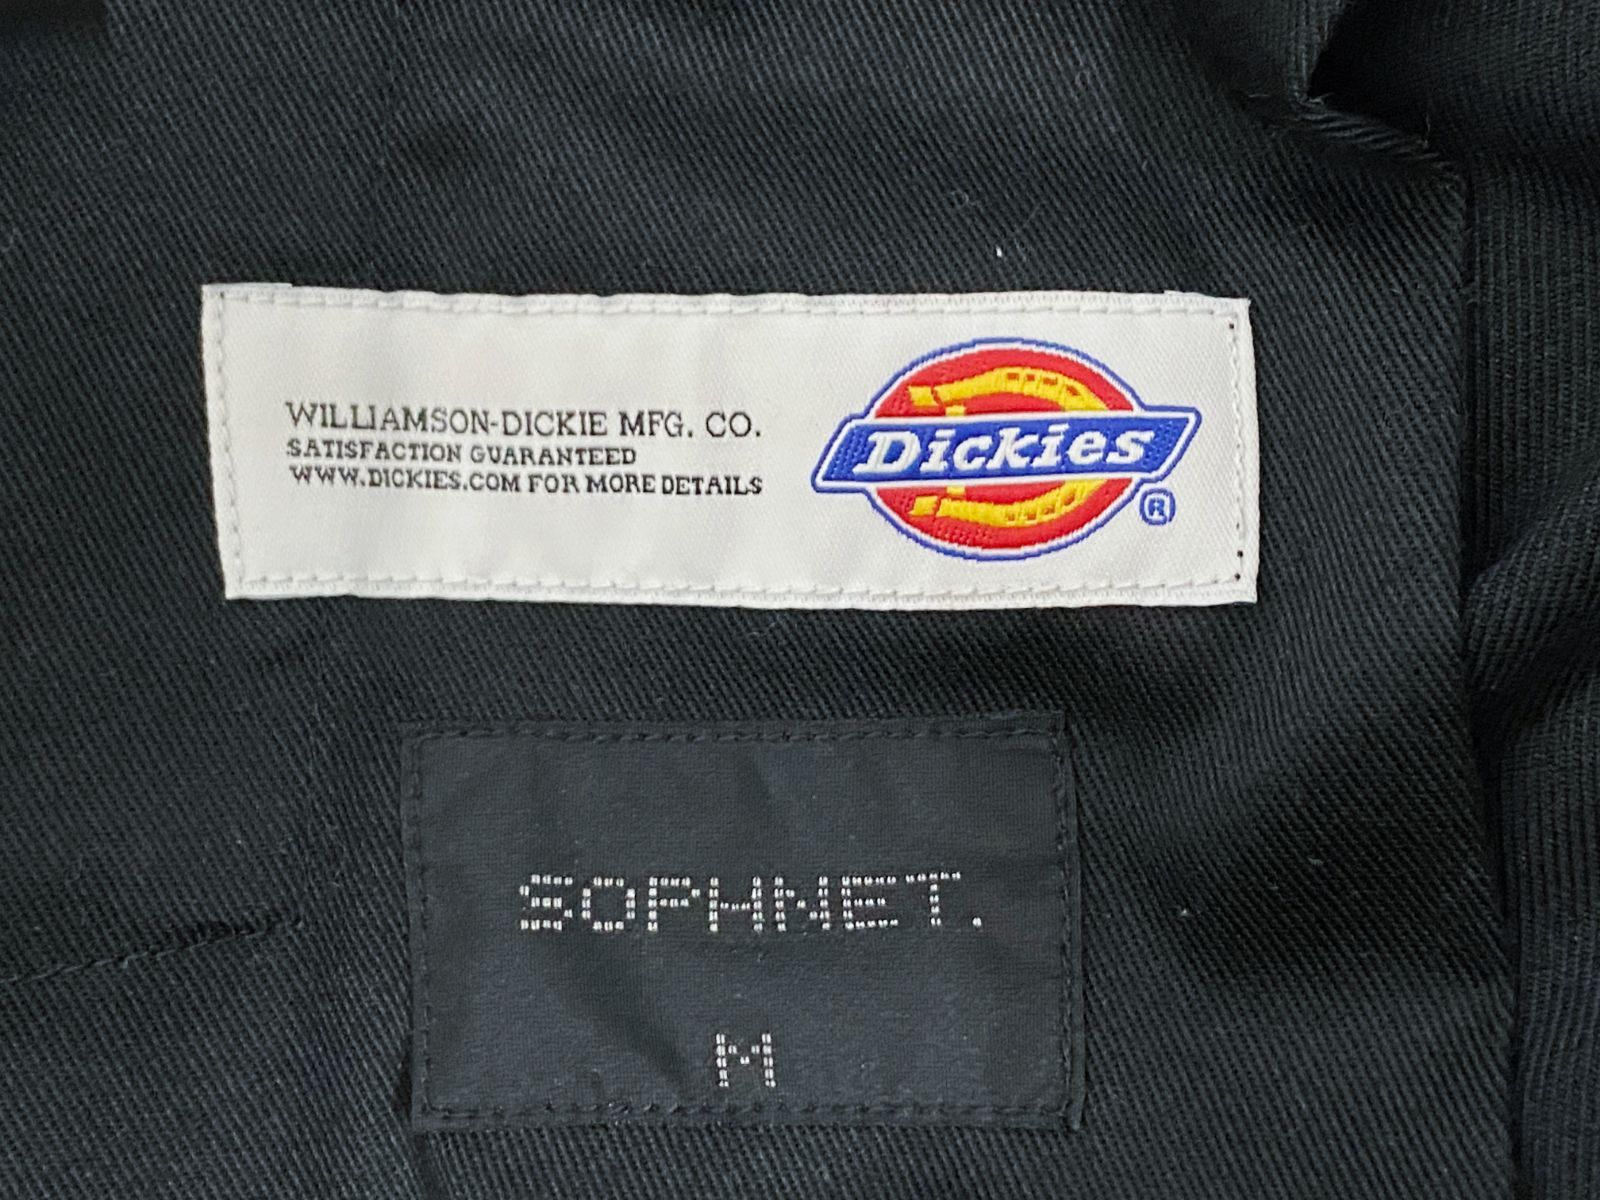 WILLIAMSON-DICKIE MFG. CO.
SATISFACTION GUARANTEED
WWW.DICKIES.COM FOR MORE DETAILS
Dickies
®
SOPHNET.
M